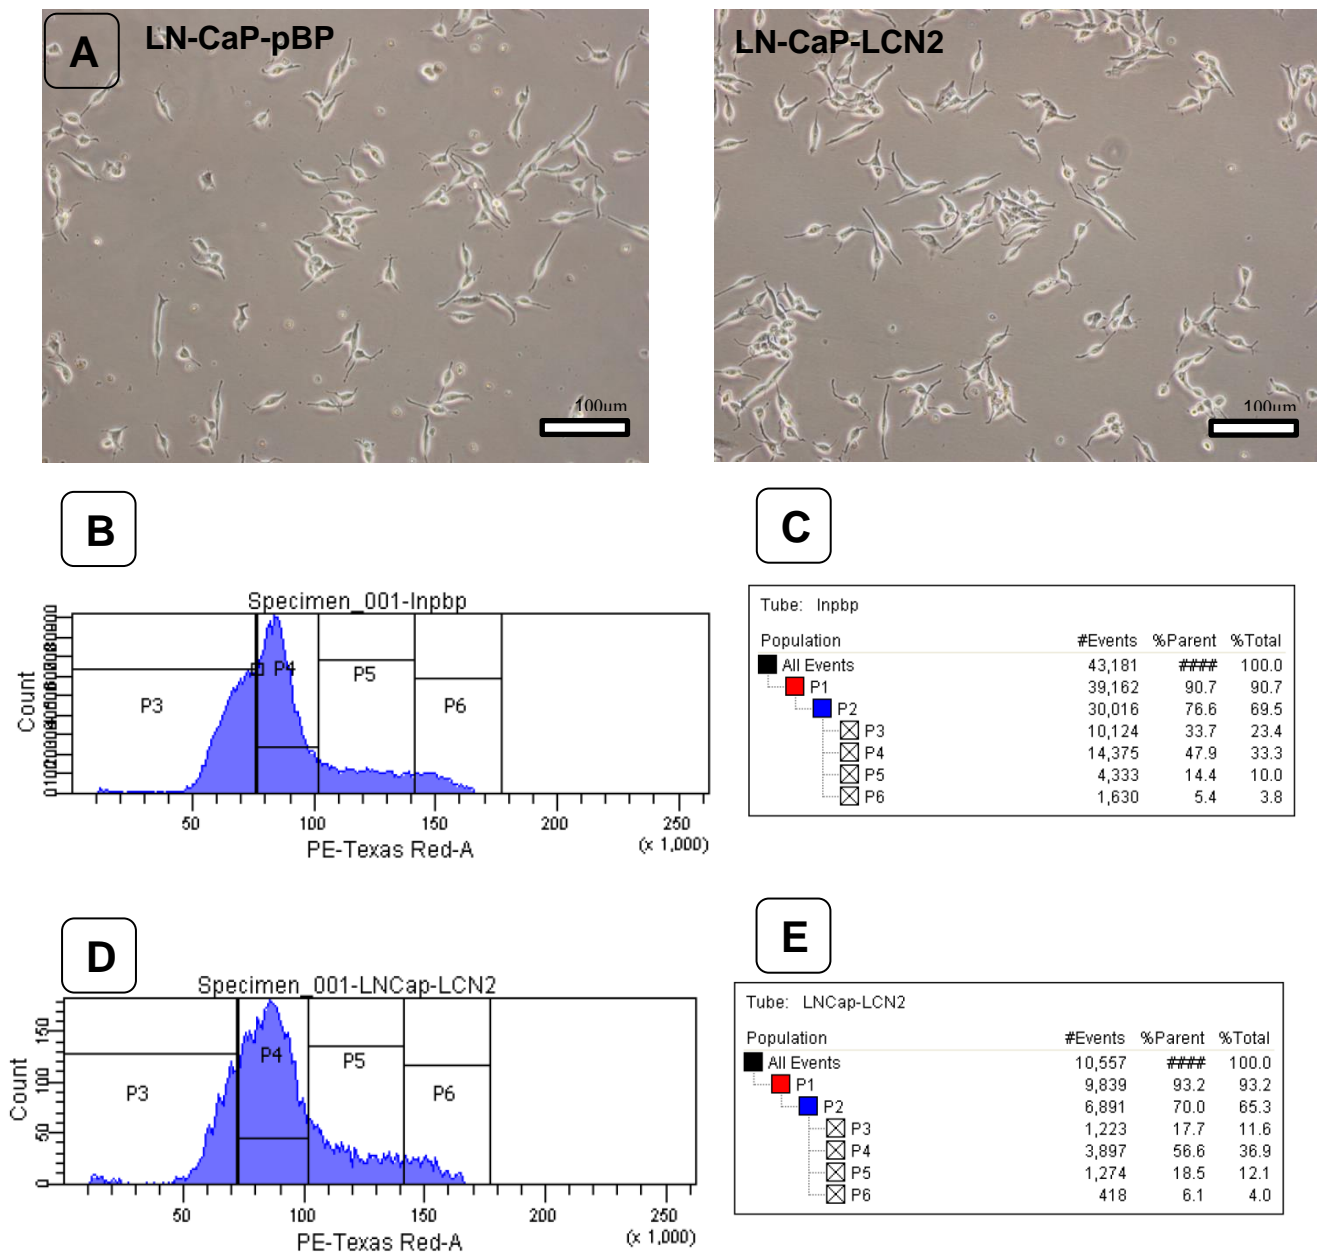 A
LN-CaP-pBP
LN-CaP-LCN2
100µm
100µm
B
C
Specimen_001-lnpbp
Count
P3
P4
P5
P6
50 100 150 200 250
PE-Texas Red-A
(x 1,000)
Tube: lnpbp
Population #Events %Parent %Total
All Events 43,181 #### 100.0
P1 39,162 90.7 90.7
P2 30,016 76.6 69.5
P3 10,124 33.7 23.4
P4 14,375 47.9 33.3
P5 4,333 14.4 10.0
P6 1,630 5.4 3.8
D
E
Specimen_001-LNCap-LCN2
Count
0 50 100 150
P3
P4
P5
P6
50 100 150 200 250
PE-Texas Red-A
(x 1,000)
Tube: LNCap-LCN2
Population #Events %Parent %Total
All Events 10,557 #### 100.0
P1 9,839 93.2 93.2
P2 6,891 70.0 65.3
P3 1,223 17.7 11.6
P4 3,897 56.6 36.9
P5 1,274 18.5 12.1
P6 418 6.1 4.0